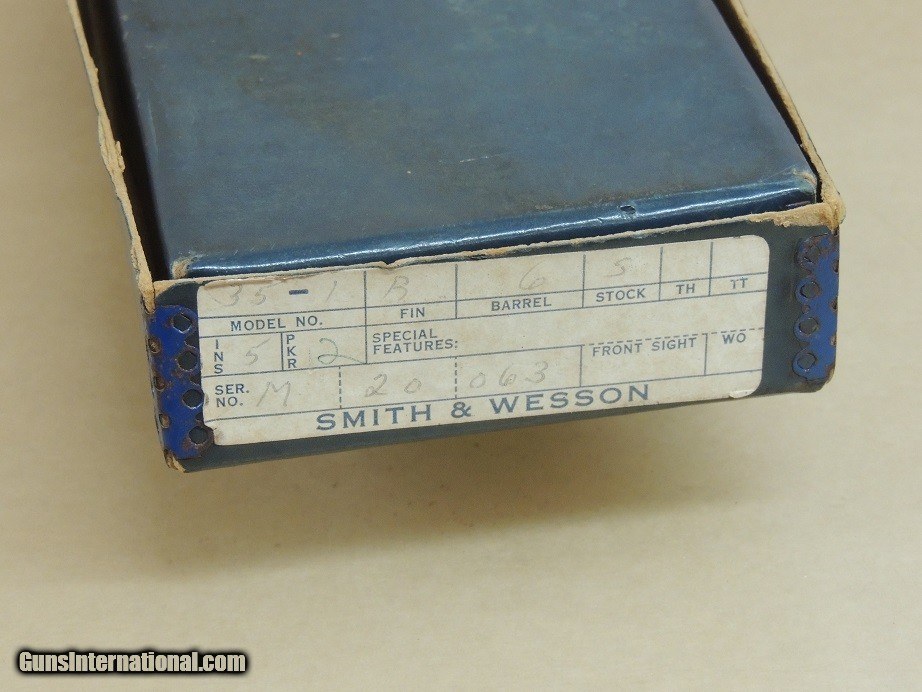 35-1 B 6 S
MODEL NO. FIN BARREL STOCK TH TT
INS 5 PKR 2 SPECIAL FEATURES: FRONT SIGHT WO
SER. NO. M 20 063
SMITH & WESSON
GunsInternational.com